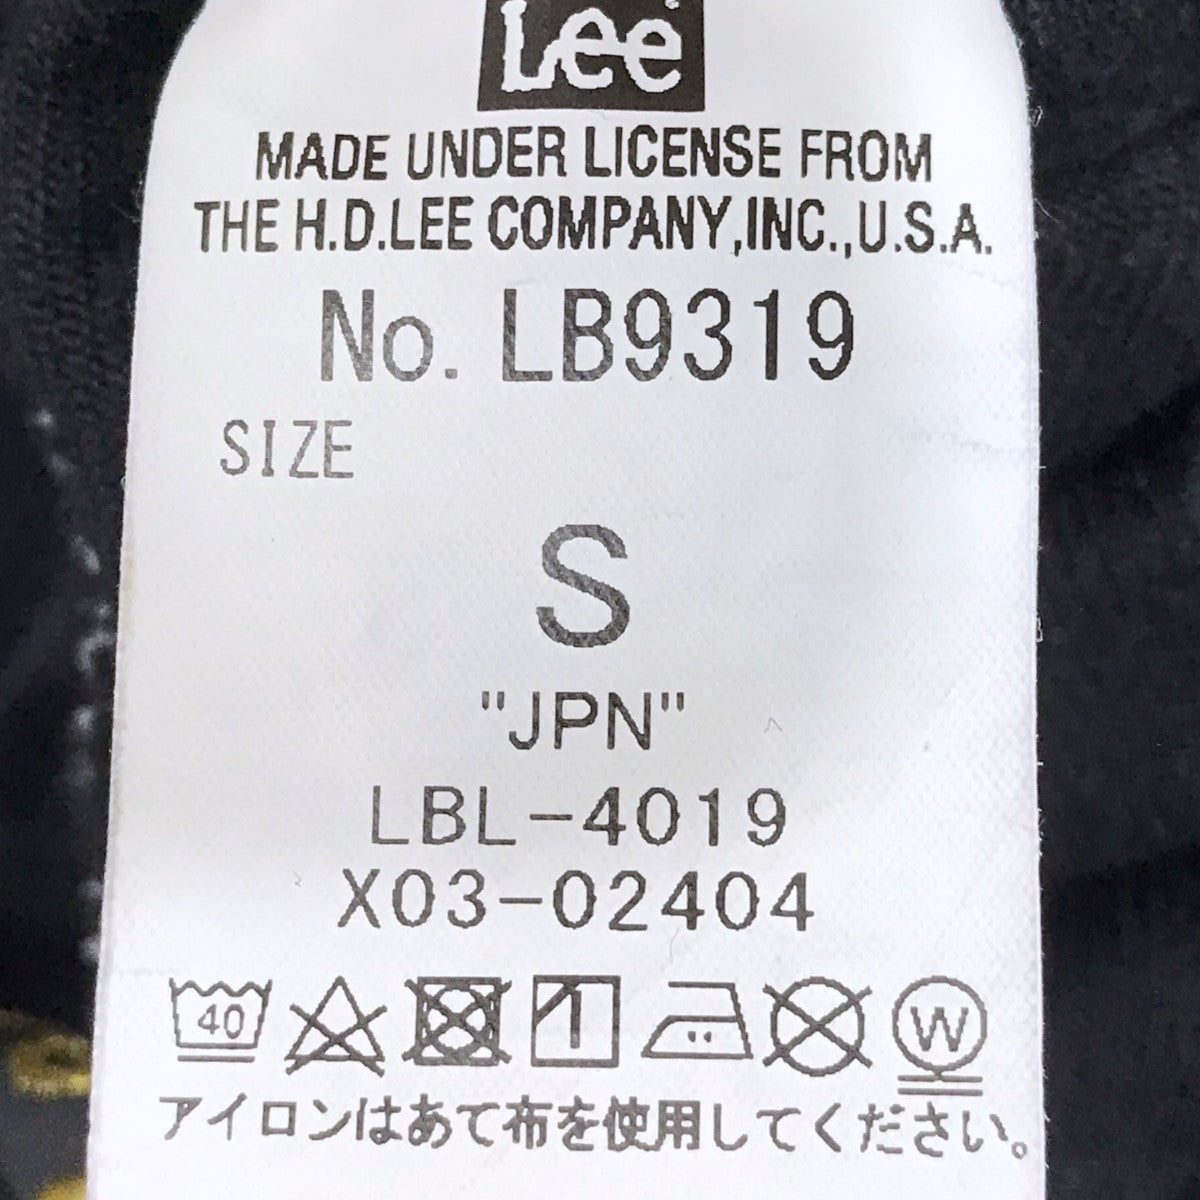 Lee
MADE UNDER LICENSE FROM
THE H.D.LEE COMPANY,INC.,U.S.A.
No. LB9319
SIZE
S
"JPN"
LBL-4019
X03-02404
40 W
アイロンはあて布を使用してください。